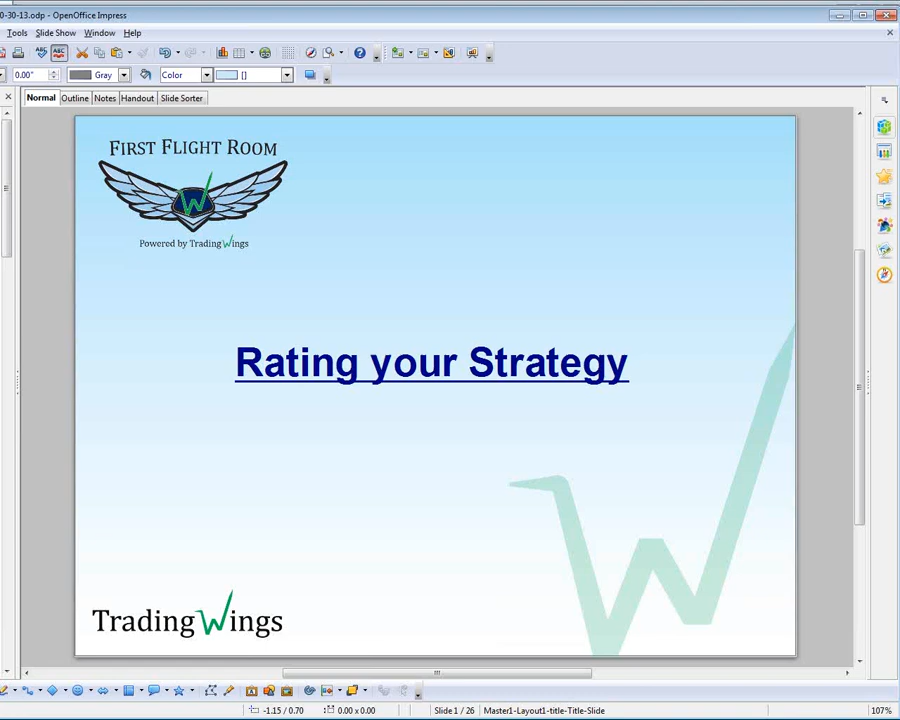 0-30-13.odp - OpenOffice Impress
Tools Slide Show Window Help
0.00" Gray Color []
Normal Outline Notes Handout Slide Sorter
FIRST FLIGHT ROOM
W
Powered by TradingWings
Rating your Strategy
TradingWings
-1.15 / 0.70 0.00 x 0.00 Slide 1 / 26 Master1-Layout1-title-Title-Slide 107%